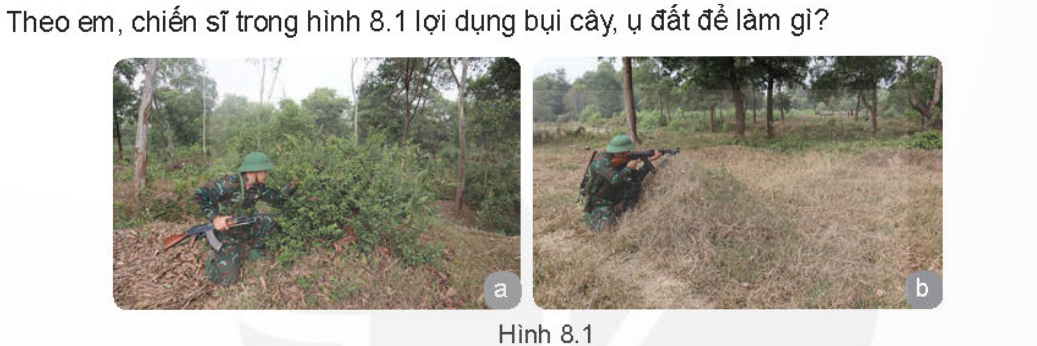 Theo em, chiến sĩ trong hình 8.1 lợi dụng bụi cây, ụ đất để làm gì?
a
b
Hình 8.1